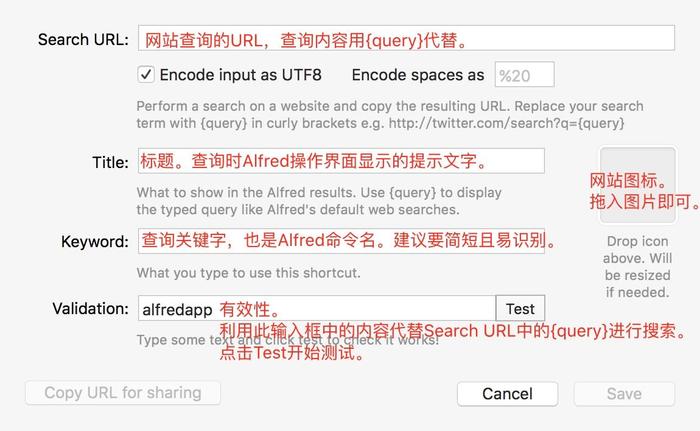 Search URL: 网站查询的URL，查询内容用{query}代替。
Encode input as UTF8 Encode spaces as %20
Perform a search on a website and copy the resulting URL. Replace your search
term with {query} in curly brackets e.g. http://twitter.com/search?q={query}
Title: 标题。查询时Alfred操作界面显示的提示文字。
What to show in the Alfred results. Use {query} to display
the typed query like Alfred's default web searches.
网站图标。
拖入图片即可。
Keyword: 查询关键字，也是Alfred命令名。建议要简短且易识别。
What you type to use this shortcut.
Drop icon
above. Will
be resized
if needed.
Validation: alfredapp 有效性。 Test
利用此输入框中的内容代替Search URL中的{query}进行搜索。
Type some text and click test to check it works!
点击Test开始测试。
Copy URL for sharing Cancel Save